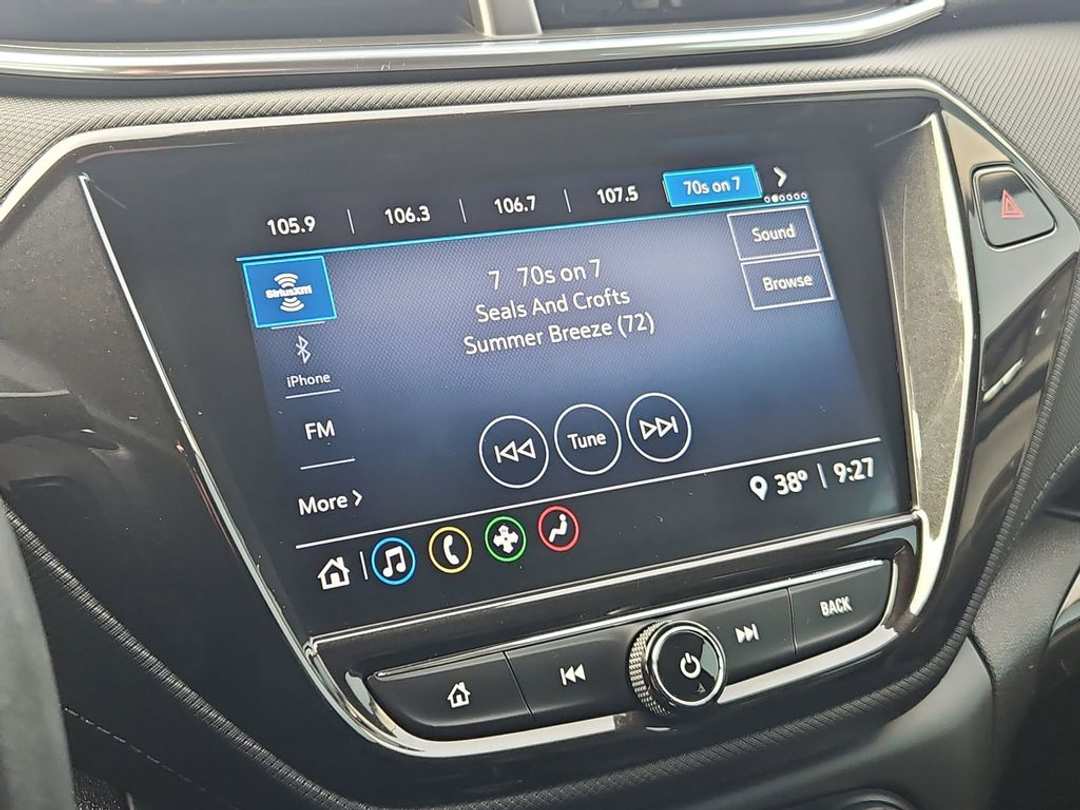 105.9 | 106.3 | 106.7 | 107.5 70s on 7
SiriusXM
7 70s on 7
Seals And Crofts
Summer Breeze (72)
Sound
Browse
iPhone
FM
More
Tune
38° | 9:27
BACK